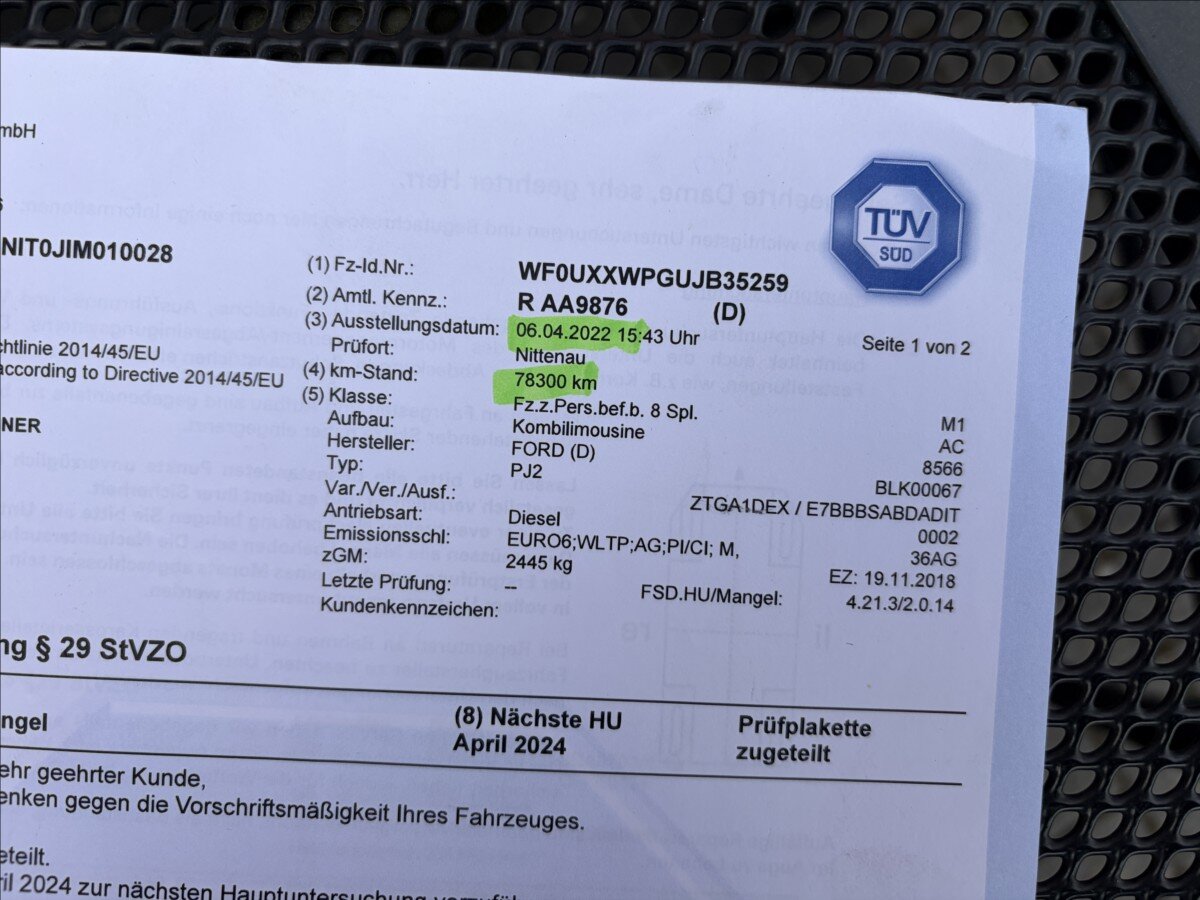 mbH
TÜV
SÜD
NIT0JIM010028
(1) Fz-Id.Nr.: WF0UXXWPGUJB35259
(2) Amtl. Kennz.: R AA9876 (D)
(3) Ausstellungsdatum: 06.04.2022 15:43 Uhr Seite 1 von 2
Prüfort: Nittenau
chtlinie 2014/45/EU
(4) km-Stand: 78300 km
according to Directive 2014/45/EU
(5) Klasse: Fz.z.Pers.bef.b. 8 Spl. M1
Aufbau: Kombilimousine AC
NER
Hersteller: FORD (D) 8566
Typ: PJ2 BLK00067
Var./Ver./Ausf.: ZTGA1DEX / E7BBBSABDADIT
Antriebsart: Diesel 0002
Emissionsschl: EURO6;WLTP;AG;PI/CI; M, 36AG
zGM: 2445 kg EZ: 19.11.2018
Letzte Prüfung: -- FSD.HU/Mangel: 4.21.3/2.0.14
Kundenkennzeichen:
ng § 29 StVZO
ngel (8) Nächste HU Prüfplakette
April 2024 zugeteilt
ehr geehrter Kunde,
enken gegen die Vorschriftsmäßigkeit Ihres Fahrzeuges.
eteilt.
ril 2024 zur nächsten Hauptuntersuchung